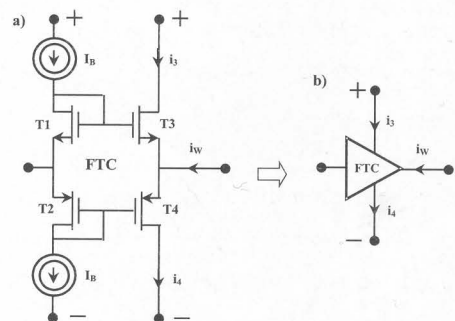 a)
+
+
I_B
i_3
T1
T3
b)
+
i_3
FTC
i_W
FTC
i_W
T2
T4
i_4
−
I_B
i_4
−
−